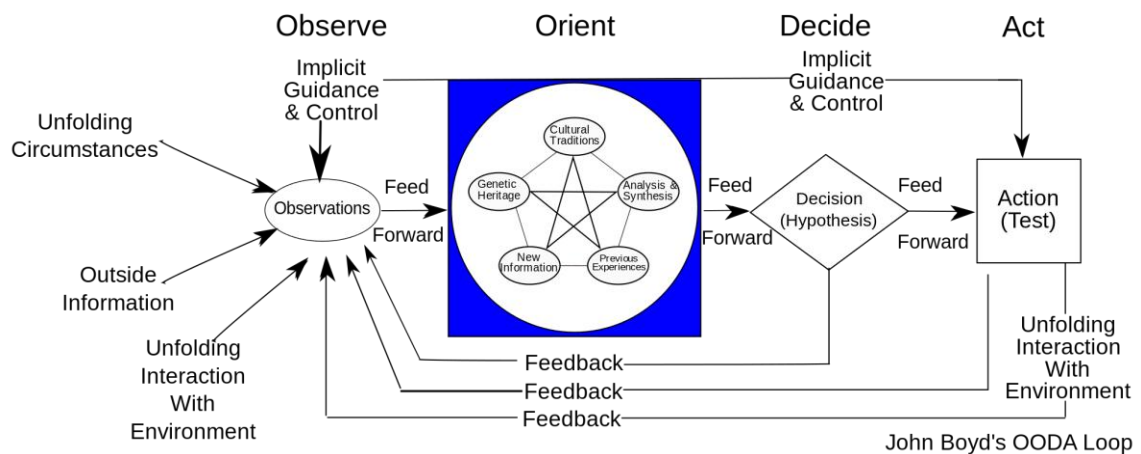 Observe
Orient
Decide
Act
Implicit
Guidance
& Control
Implicit
Guidance
& Control
Unfolding
Circumstances
Observations
Outside
Information
Unfolding
Interaction
With
Environment
Feed
Forward
Cultural
Traditions
Genetic
Heritage
Analysis &
Synthesis
New
Information
Previous
Experiences
Feed
Forward
Decision
(Hypothesis)
Feed
Forward
Action
(Test)
Unfolding
Interaction
With
Environment
Feedback
Feedback
Feedback
John Boyd's OODA Loop